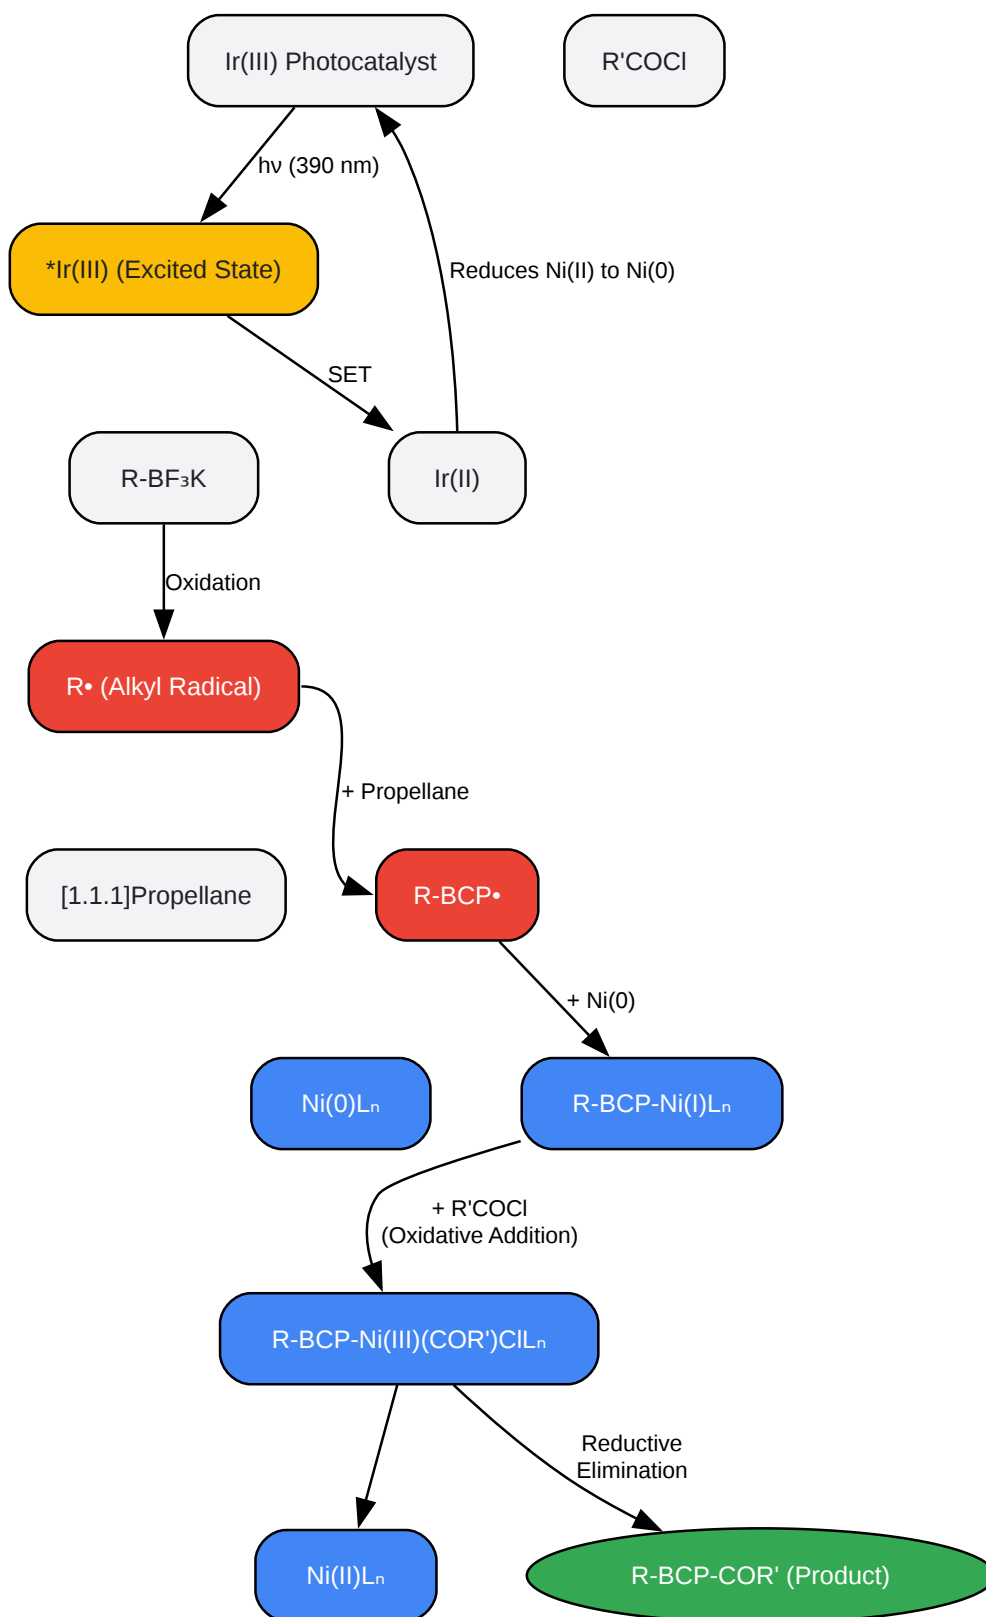 Ir(III) Photocatalyst
R'COCl
hν (390 nm)
*Ir(III) (Excited State)
Reduces Ni(II) to Ni(0)
SET
R-BF₃K
Ir(II)
Oxidation
R• (Alkyl Radical)
+ Propellane
[1.1.1]Propellane
R-BCP•
+ Ni(0)
Ni(0)Lₙ
R-BCP-Ni(I)Lₙ
+ R'COCl
(Oxidative Addition)
R-BCP-Ni(III)(COR')ClLₙ
Reductive
Elimination
Ni(II)Lₙ
R-BCP-COR' (Product)